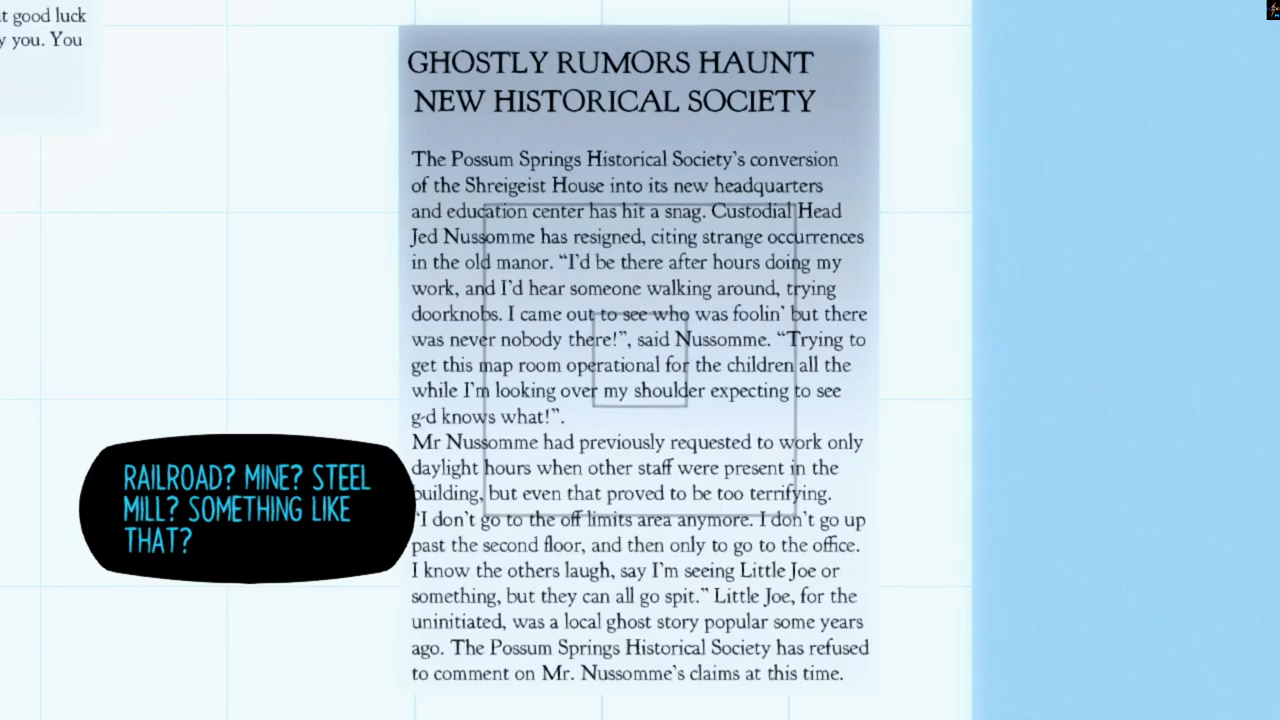 t good luck
y you. You
GHOSTLY RUMORS HAUNT
NEW HISTORICAL SOCIETY
The Possum Springs Historical Society's conversion
of the Shreigeist House into its new headquarters
and education center has hit a snag. Custodial Head
Jed Nussomme has resigned, citing strange occurrences
in the old manor. “I'd be there after hours doing my
work, and I'd hear someone walking around, trying
doorknobs. I came out to see who was foolin' but there
was never nobody there!”, said Nussomme. “Trying to
get this map room operational for the children all the
while I'm looking over my shoulder expecting to see
g-d knows what!”.
Mr Nussomme had previously requested to work only
daylight hours when other staff were present in the
building, but even that proved to be too terrifying.
“I don't go to the off limits area anymore. I don't go up
past the second floor, and then only to go to the office.
I know the others laugh, say I'm seeing Little Joe or
something, but they can all go spit.” Little Joe, for the
uninitiated, was a local ghost story popular some years
ago. The Possum Springs Historical Society has refused
to comment on Mr. Nussomme's claims at this time.
RAILROAD? MINE? STEEL
MILL? SOMETHING LIKE
THAT?